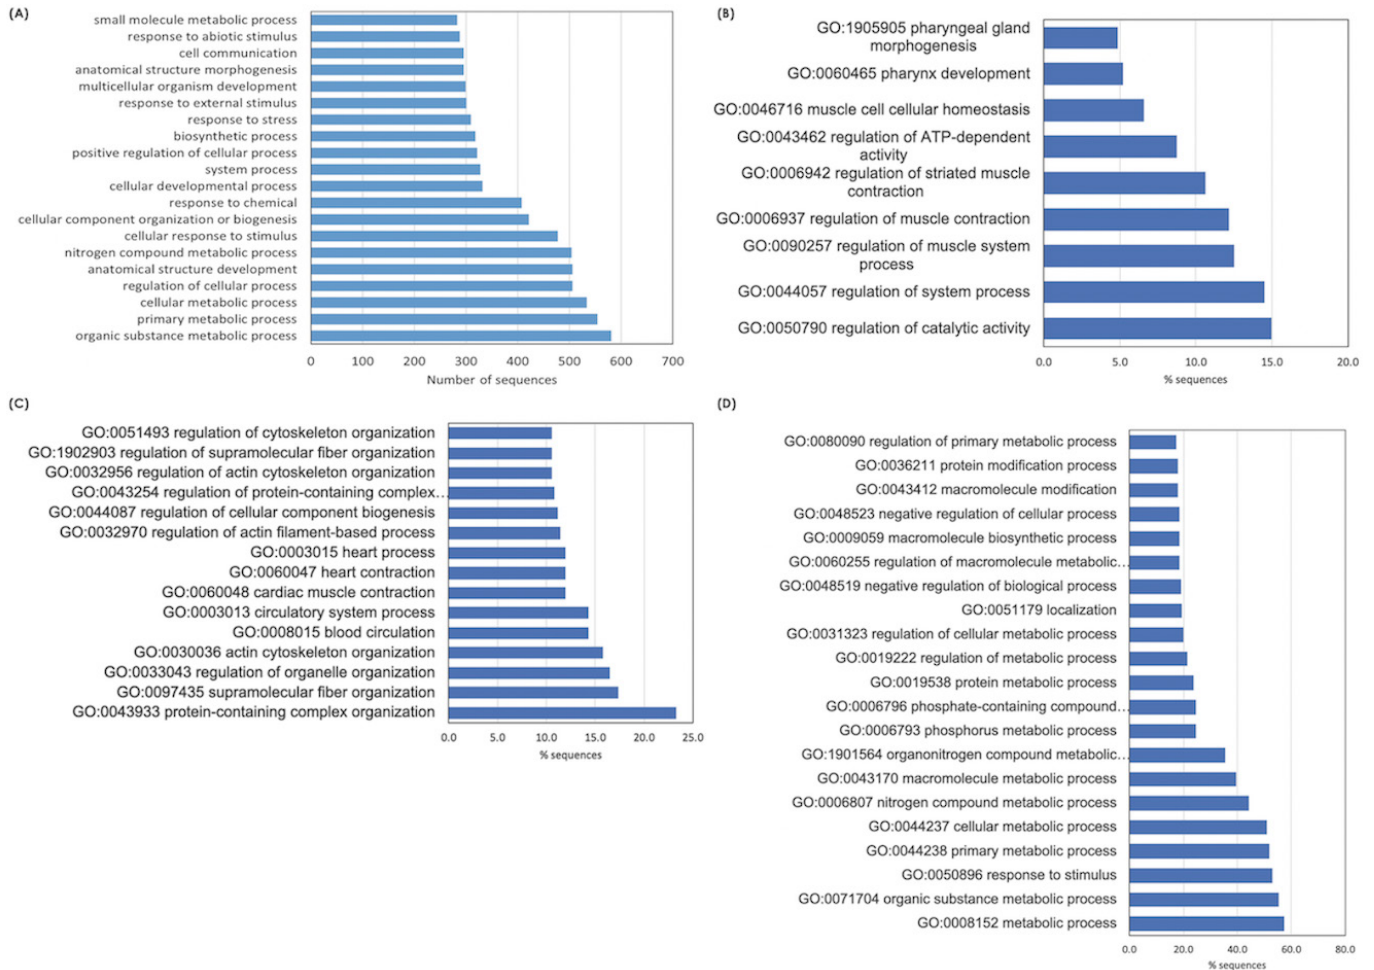 (A)
small molecule metabolic process
response to abiotic stimulus
cell communication
anatomical structure morphogenesis
multicellular organism development
response to external stimulus
response to stress
biosynthetic process
positive regulation of cellular process
system process
cellular developmental process
response to chemical
cellular component organization or biogenesis
cellular response to stimulus
nitrogen compound metabolic process
anatomical structure development
regulation of cellular process
cellular metabolic process
primary metabolic process
organic substance metabolic process
0 100 200 300 400 500 600 700
Number of sequences
(B)
GO:1905905 pharyngeal gland
morphogenesis
GO:0060465 pharynx development
GO:0046716 muscle cell cellular homeostasis
GO:0043462 regulation of ATP-dependent
activity
GO:0006942 regulation of striated muscle
contraction
GO:0006937 regulation of muscle contraction
GO:0090257 regulation of muscle system
process
GO:0044057 regulation of system process
GO:0050790 regulation of catalytic activity
0.0 5.0 10.0 15.0 20.0
% sequences
(C)
GO:0051493 regulation of cytoskeleton organization
GO:1902903 regulation of supramolecular fiber organization
GO:0032956 regulation of actin cytoskeleton organization
GO:0043254 regulation of protein-containing complex...
GO:0044087 regulation of cellular component biogenesis
GO:0032970 regulation of actin filament-based process
GO:0003015 heart process
GO:0060047 heart contraction
GO:0060048 cardiac muscle contraction
GO:0003013 circulatory system process
GO:0008015 blood circulation
GO:0030036 actin cytoskeleton organization
GO:0033043 regulation of organelle organization
GO:0097435 supramolecular fiber organization
GO:0043933 protein-containing complex organization
0.0 5.0 10.0 15.0 20.0 25.0
% sequences
(D)
GO:0080090 regulation of primary metabolic process
GO:0036211 protein modification process
GO:0043412 macromolecule modification
GO:0048523 negative regulation of cellular process
GO:0009059 macromolecule biosynthetic process
GO:0060255 regulation of macromolecule metabolic...
GO:0048519 negative regulation of biological process
GO:0051179 localization
GO:0031323 regulation of cellular metabolic process
GO:0019222 regulation of metabolic process
GO:0019538 protein metabolic process
GO:0006796 phosphate-containing compound...
GO:0006793 phosphorus metabolic process
GO:1901564 organonitrogen compound metabolic...
GO:0043170 macromolecule metabolic process
GO:0006807 nitrogen compound metabolic process
GO:0044237 cellular metabolic process
GO:0044238 primary metabolic process
GO:0050896 response to stimulus
GO:0071704 organic substance metabolic process
GO:0008152 metabolic process
0.0 20.0 40.0 60.0 80.0
% sequences